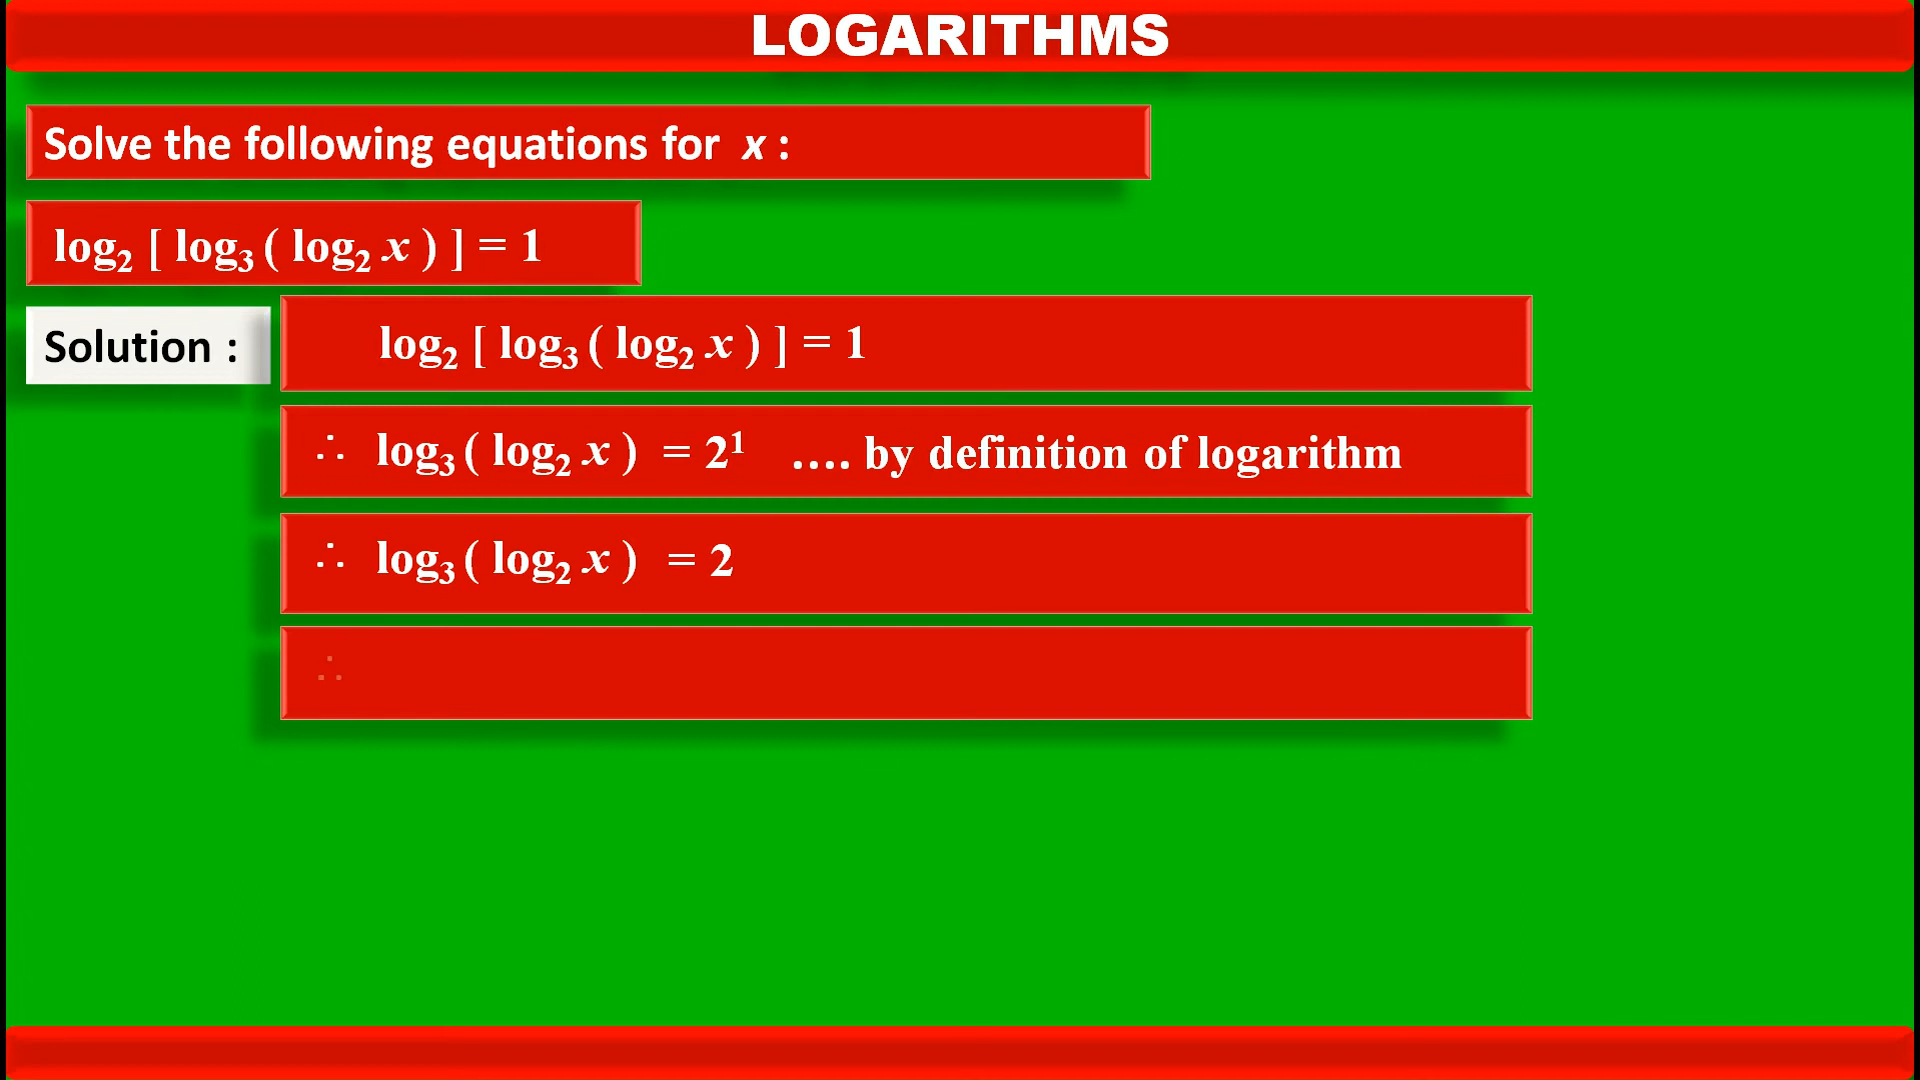 LOGARITHMS
Solve the following equations for x :
log₂ [ log₃ ( log₂ x ) ] = 1
Solution :
log₂ [ log₃ ( log₂ x ) ] = 1
∴ log₃ ( log₂ x ) = 2¹ .... by definition of logarithm
∴ log₃ ( log₂ x ) = 2
∴